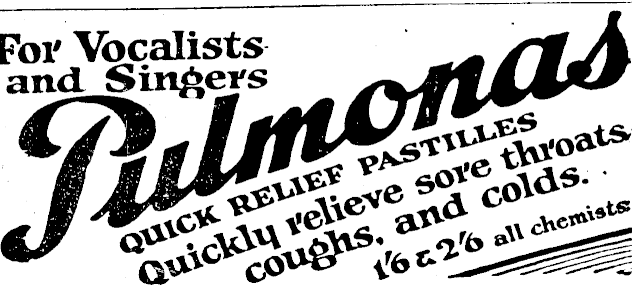 For Vocalists
and Singers
Pulmonas
QUICK RELIEF PASTILLES
Quickly relieve sore throats,
coughs, and colds.
1'6 & 2'6 all chemists